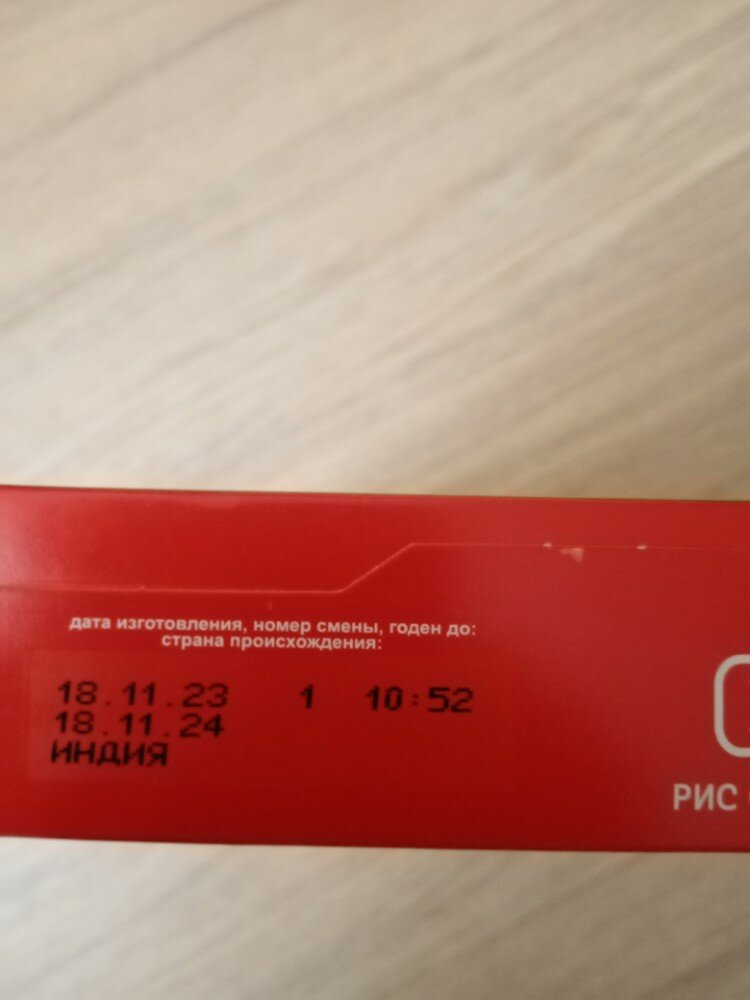 дата изготовления, номер смены, годен до:
страна происхождения:
18.11.23 1 10:52
18.11.24
ИНДИЯ
РИС